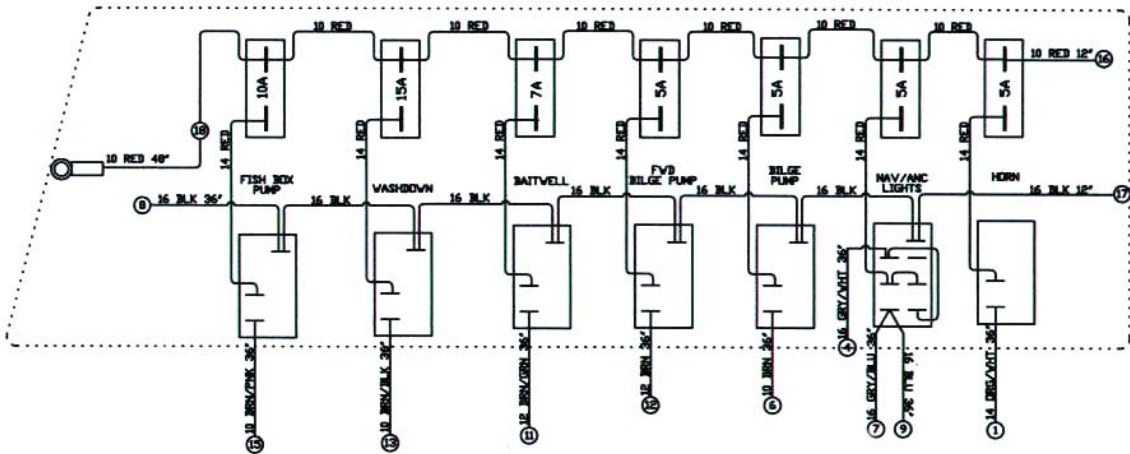 10 RED
10 RED
10 RED
10 RED
10 RED
10 RED
10 RED 12"
16
10A
15A
7A
5A
5A
5A
5A
18
10 RED 48"
14 RED
14 RED
14 RED
14 RED
14 RED
14 RED
14 RED
FISH BOX
PUMP
WASHDOWN
BAITWELL
FWD
BILGE PUMP
BILGE
PUMP
NAV/ANC
LIGHTS
HORN
8
16 BLK 36"
16 BLK
16 BLK
16 BLK
16 BLK
16 BLK
16 BLK 12"
17
16 GRY/WHT 36"
4
10 BRN/PNK 36"
10 BRN/BLK 36"
12 BRN/GRN 36"
12 BRN 36"
10 BRN 36"
16 GRY/BLU 36"
16 BLU 36"
14 ORG/WHT 36"
13
11
6
7
9
1